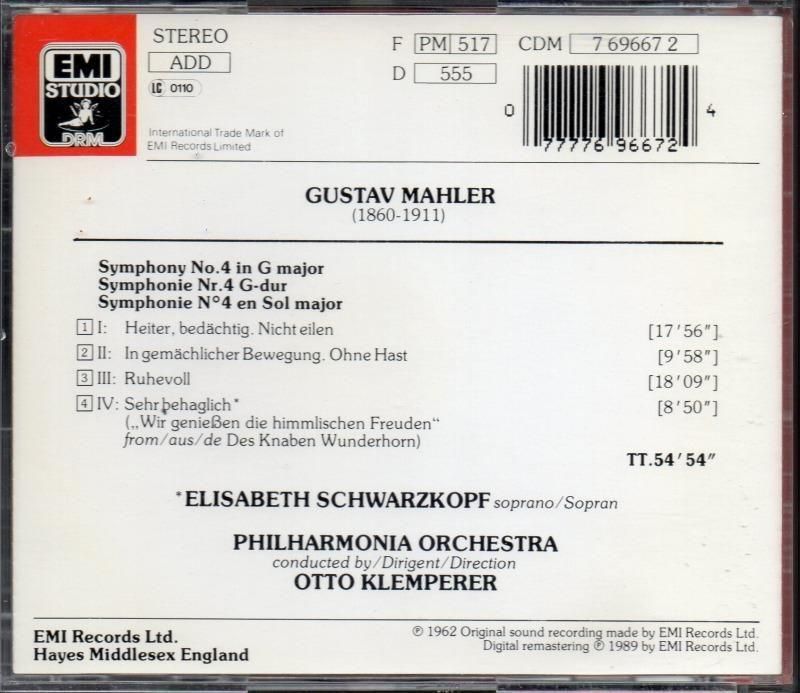 EMI
STUDIO
DRM
STEREO
ADD
LC 0110
International Trade Mark of
EMI Records Limited
F PM 517 CDM 7 69667 2
D 555
0 77776 96672 4
GUSTAV MAHLER
(1860-1911)
Symphony No.4 in G major
Symphonie Nr.4 G-dur
Symphonie N°4 en Sol major
1 I: Heiter, bedächtig. Nicht eilen [17'56"]
2 II: In gemächlicher Bewegung. Ohne Hast [9'58"]
3 III: Ruhevoll [18'09"]
4 IV: Sehr behaglich* [8'50"]
(„Wir genießen die himmlischen Freuden"
from/aus/de Des Knaben Wunderhorn)
TT.54'54"
*ELISABETH SCHWARZKOPF soprano/Sopran
PHILHARMONIA ORCHESTRA
conducted by/Dirigent/Direction
OTTO KLEMPERER
EMI Records Ltd.
Hayes Middlesex England
℗ 1962 Original sound recording made by EMI Records Ltd.
Digital remastering ℗ 1989 by EMI Records Ltd.